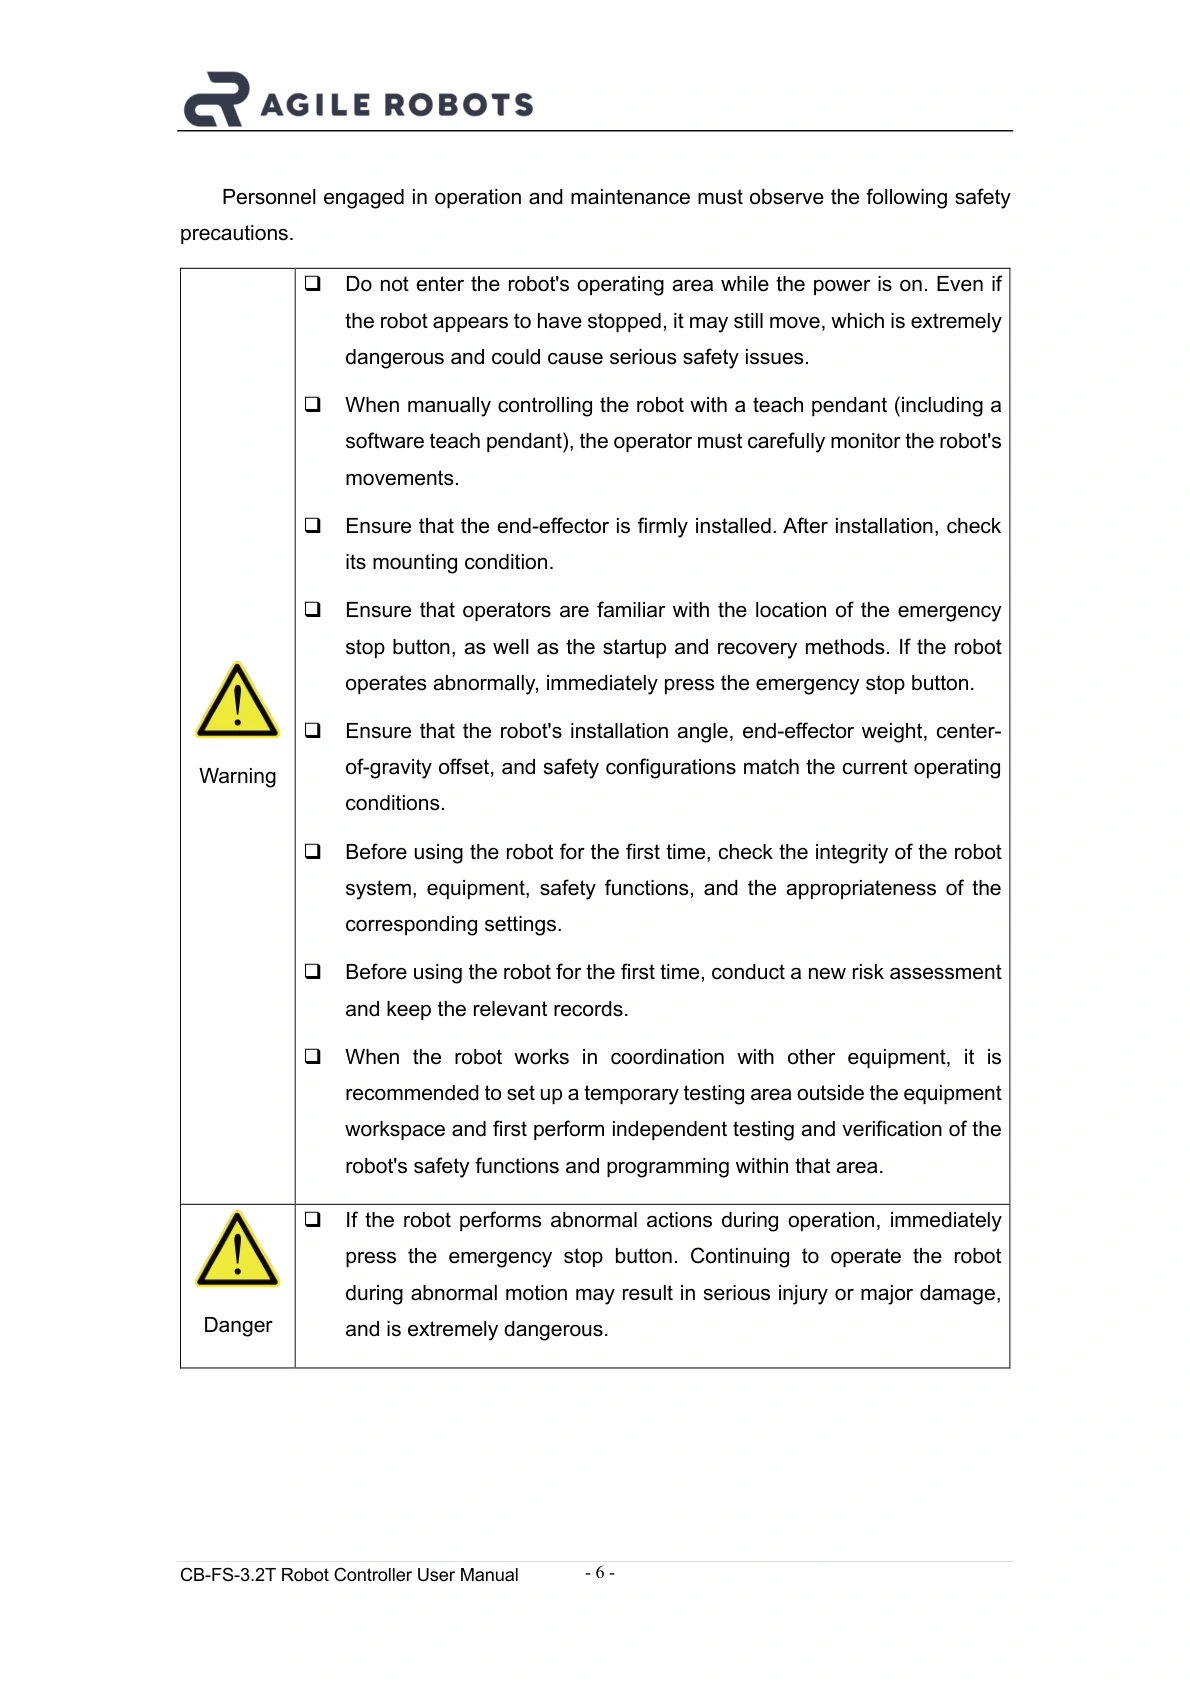 AGILE ROBOTS
Personnel engaged in operation and maintenance must observe the following safety
precautions.
❑ Do not enter the robot's operating area while the power is on. Even if
the robot appears to have stopped, it may still move, which is extremely
dangerous and could cause serious safety issues.
❑ When manually controlling the robot with a teach pendant (including a
software teach pendant), the operator must carefully monitor the robot's
movements.
❑ Ensure that the end-effector is firmly installed. After installation, check
its mounting condition.
❑ Ensure that operators are familiar with the location of the emergency
stop button, as well as the startup and recovery methods. If the robot
operates abnormally, immediately press the emergency stop button.
❑ Ensure that the robot's installation angle, end-effector weight, center-
of-gravity offset, and safety configurations match the current operating
conditions.
❑ Before using the robot for the first time, check the integrity of the robot
system, equipment, safety functions, and the appropriateness of the
corresponding settings.
❑ Before using the robot for the first time, conduct a new risk assessment
and keep the relevant records.
❑ When the robot works in coordination with other equipment, it is
recommended to set up a temporary testing area outside the equipment
workspace and first perform independent testing and verification of the
robot's safety functions and programming within that area.
Warning
❑ If the robot performs abnormal actions during operation, immediately
press the emergency stop button. Continuing to operate the robot
during abnormal motion may result in serious injury or major damage,
and is extremely dangerous.
Danger
CB-FS-3.2T Robot Controller User Manual - 6 -